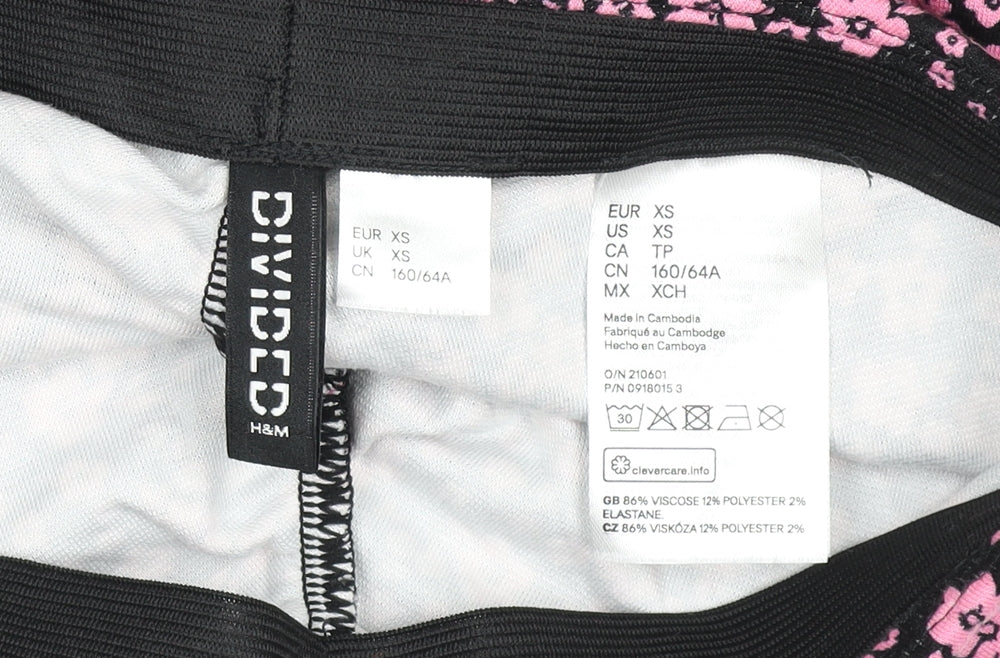 DIVIDED
H&M
EUR XS
UK XS
CN 160/64A
EUR XS
US XS
CA TP
CN 160/64A
MX XCH
Made in Cambodia
Fabriqué au Cambodge
Hecho en Camboya
O/N 210601
P/N 0918015 3
30
clevercare.info
GB 86% VISCOSE 12% POLYESTER 2%
ELASTANE.
CZ 86% VISKÓZA 12% POLYESTER 2%